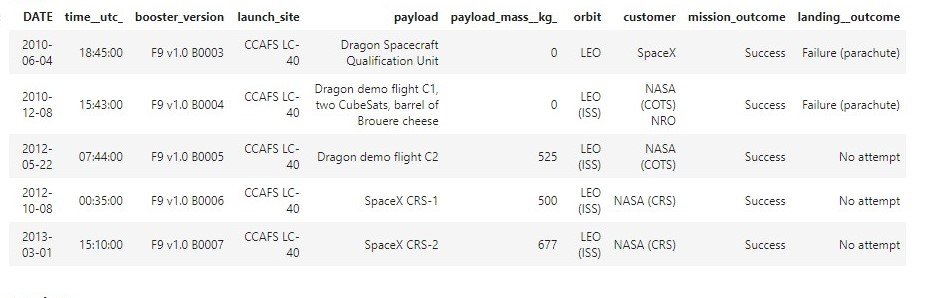 DATE time__utc_ booster_version launch_site payload payload_mass__kg_ orbit customer mission_outcome landing__outcome
2010-06-04 18:45:00 F9 v1.0 B0003 CCAFS LC-40 Dragon Spacecraft Qualification Unit 0 LEO SpaceX Success Failure (parachute)
2010-12-08 15:43:00 F9 v1.0 B0004 CCAFS LC-40 Dragon demo flight C1, two CubeSats, barrel of Brouere cheese 0 LEO (ISS) NASA (COTS) NRO Success Failure (parachute)
2012-05-22 07:44:00 F9 v1.0 B0005 CCAFS LC-40 Dragon demo flight C2 525 LEO (ISS) NASA (COTS) Success No attempt
2012-10-08 00:35:00 F9 v1.0 B0006 CCAFS LC-40 SpaceX CRS-1 500 LEO (ISS) NASA (CRS) Success No attempt
2013-03-01 15:10:00 F9 v1.0 B0007 CCAFS LC-40 SpaceX CRS-2 677 LEO (ISS) NASA (CRS) Success No attempt